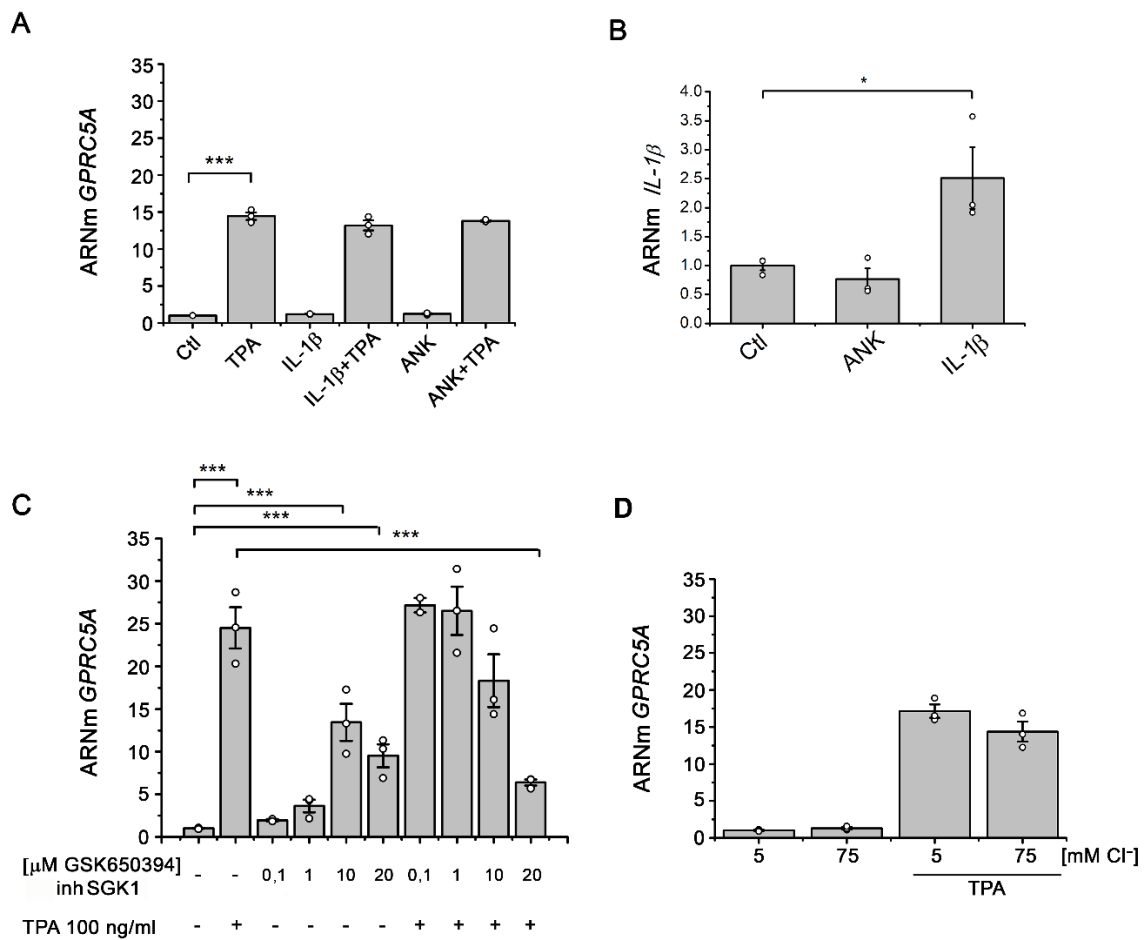 A
ARNm GPRC5A
35
30
25
20
15
10
5
0
***
Ctl
TPA
IL-1β
IL-1β+TPA
ANK
ANK+TPA
B
ARNm IL-1β
4.0
3.5
3.0
2.5
2.0
1.5
1.0
0.5
0.0
*
Ctl
ANK
IL-1β
C
***
***
***
***
ARNm GPRC5A
35
30
25
20
15
10
5
0
[μM GSK650394] - - 0,1 1 10 20 0,1 1 10 20
inh SGK1
TPA 100 ng/ml - + - - - - + + + +
D
ARNm GPRC5A
35
30
25
20
15
10
5
0
5 75 5 75 [mM Cl⁻]
TPA